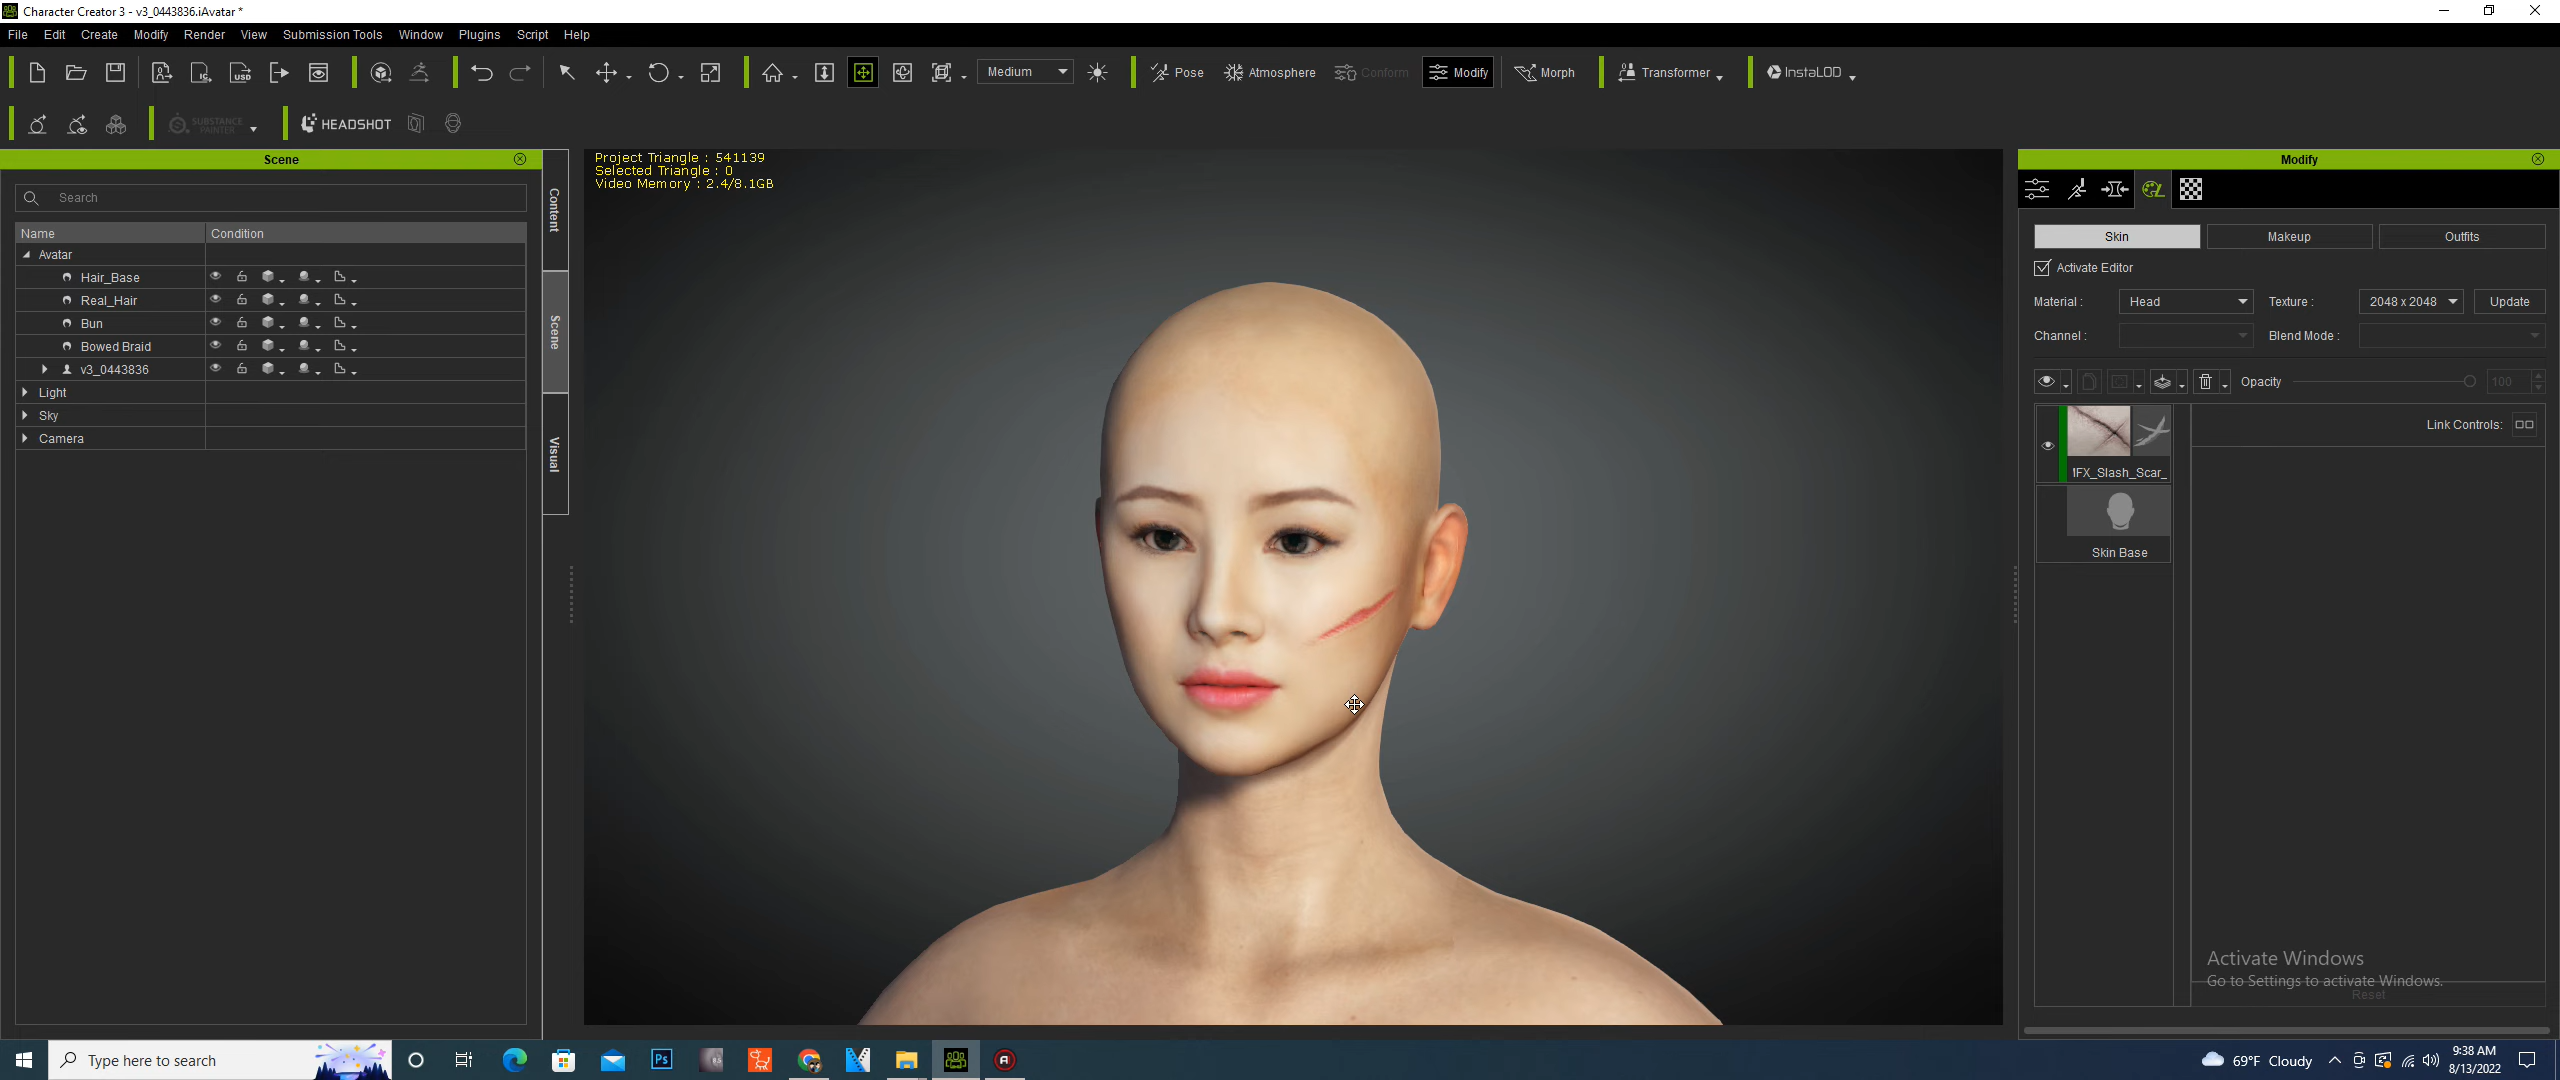 Character Creator 3 - v3_0443836.iAvatar *
File Edit Create Modify Render View Submission Tools Window Plugins Script Help
Medium Pose Atmosphere Conform Modify Morph Transformer InstaLOD
SUBSTANCE PAINTER HEADSHOT
Scene
Search
Name Condition
Avatar
Hair_Base
Real_Hair
Bun
Bowed Braid
v3_0443836
Light
Sky
Camera
Content
Scene
Visual
Project Triangle : 541139
Selected Triangle : 0
Video Memory : 2.4/8.1GB
Modify
Skin Makeup Outfits
Activate Editor
Material : Head Texture : 2048 x 2048 Update
Channel : Blend Mode :
Opacity 100
Link Controls:
FX_Slash_Scar_
Skin Base
Activate Windows
Go to Settings to activate Windows.
Reset
Type here to search
Ps
69°F Cloudy
9:38 AM
8/13/2022